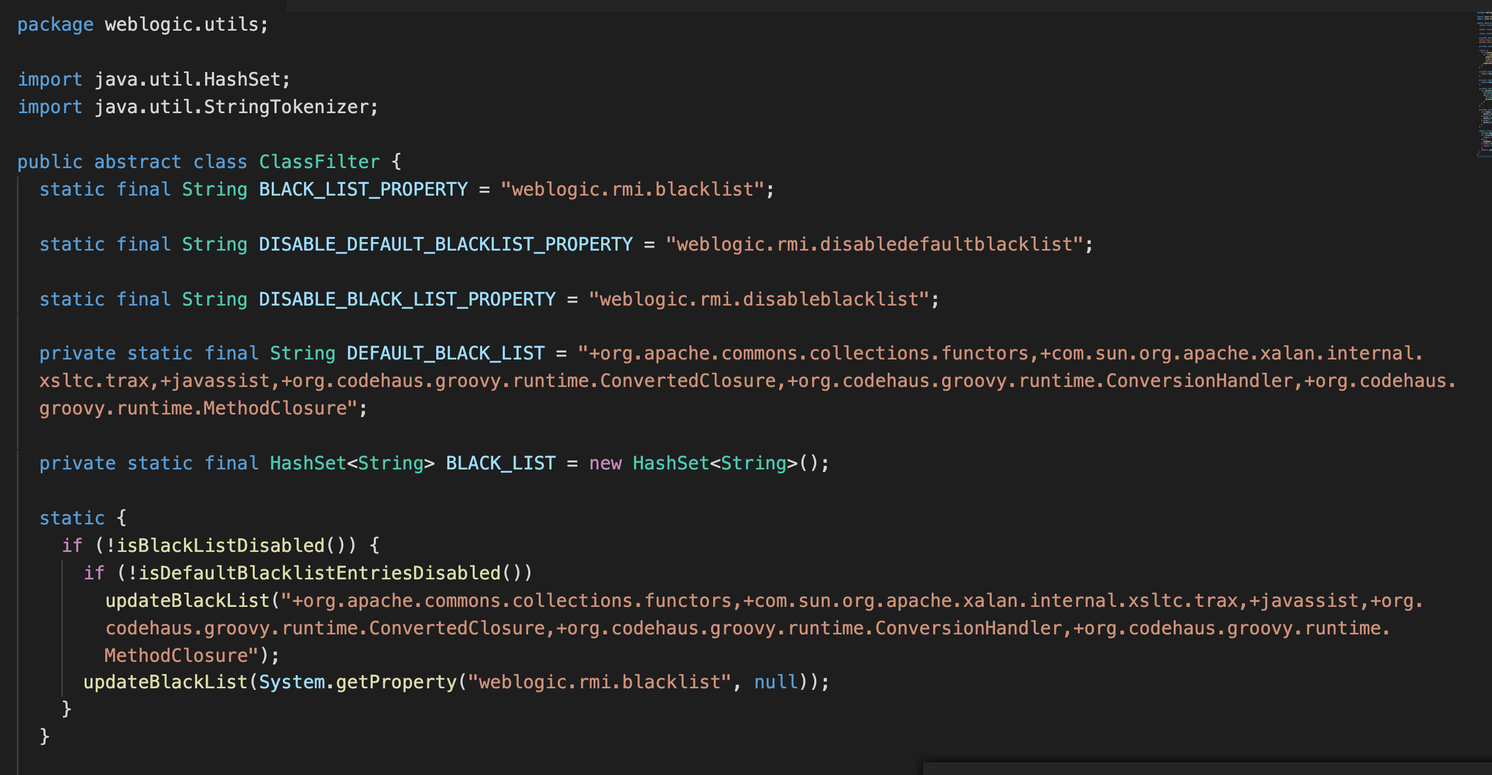 package weblogic.utils;
import java.util.HashSet;
import java.util.StringTokenizer;
public abstract class ClassFilter {
static final String BLACK_LIST_PROPERTY = "weblogic.rmi.blacklist";
static final String DISABLE_DEFAULT_BLACKLIST_PROPERTY = "weblogic.rmi.disabledefaultblacklist";
static final String DISABLE_BLACK_LIST_PROPERTY = "weblogic.rmi.disableblacklist";
private static final String DEFAULT_BLACK_LIST = "+org.apache.commons.collections.functors,+com.sun.org.apache.xalan.internal.
xsltc.trax,+javassist,+org.codehaus.groovy.runtime.ConvertedClosure,+org.codehaus.groovy.runtime.ConversionHandler,+org.codehaus.
groovy.runtime.MethodClosure";
private static final HashSet<String> BLACK_LIST = new HashSet<String>();
static {
if (!isBlackListDisabled()) {
if (!isDefaultBlacklistEntriesDisabled())
updateBlackList("+org.apache.commons.collections.functors,+com.sun.org.apache.xalan.internal.xsltc.trax,+javassist,+org.
codehaus.groovy.runtime.ConvertedClosure,+org.codehaus.groovy.runtime.ConversionHandler,+org.codehaus.groovy.runtime.
MethodClosure");
updateBlackList(System.getProperty("weblogic.rmi.blacklist", null));
}
}